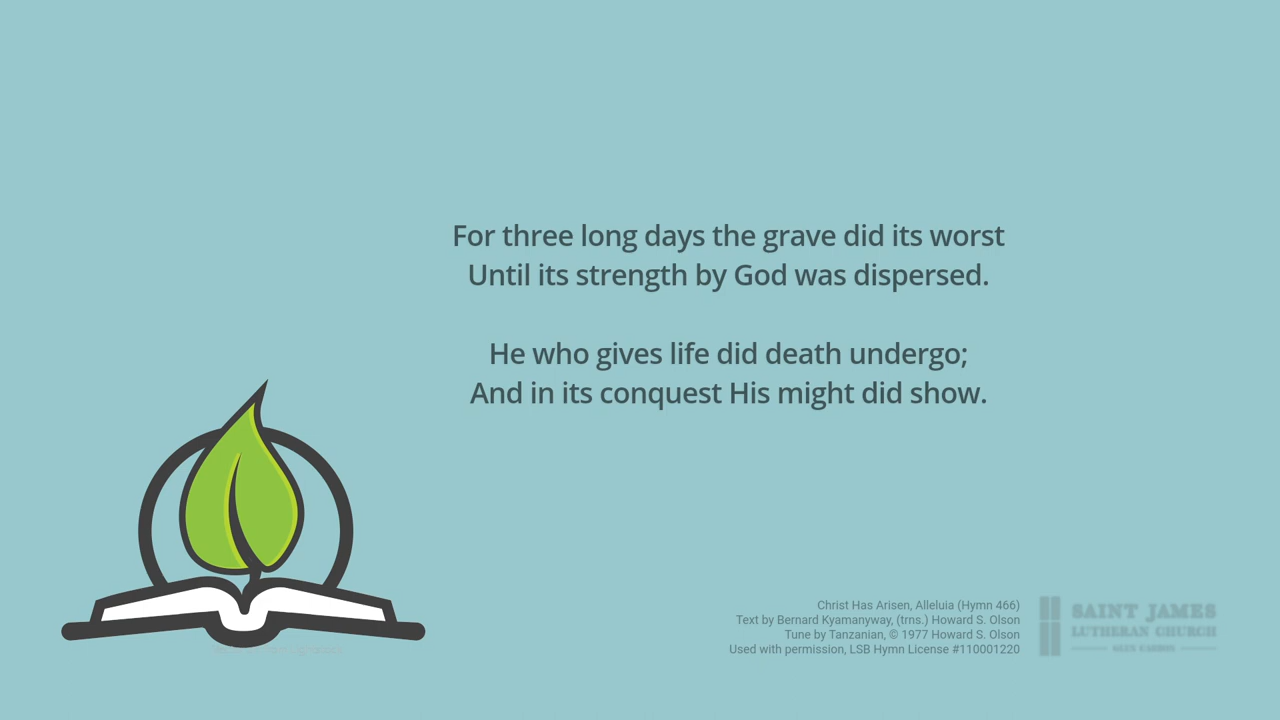 For three long days the grave did its worst
Until its strength by God was dispersed.
He who gives life did death undergo;
And in its conquest His might did show.
Christ Has Arisen, Alleluia (Hymn 466)
Text by Bernard Kyamanyway, (trns.) Howard S. Olson
Tune by Tanzanian, © 1977 Howard S. Olson
Used with permission, LSB Hymn License #110001220
SAINT JAMES
LUTHERAN CHURCH